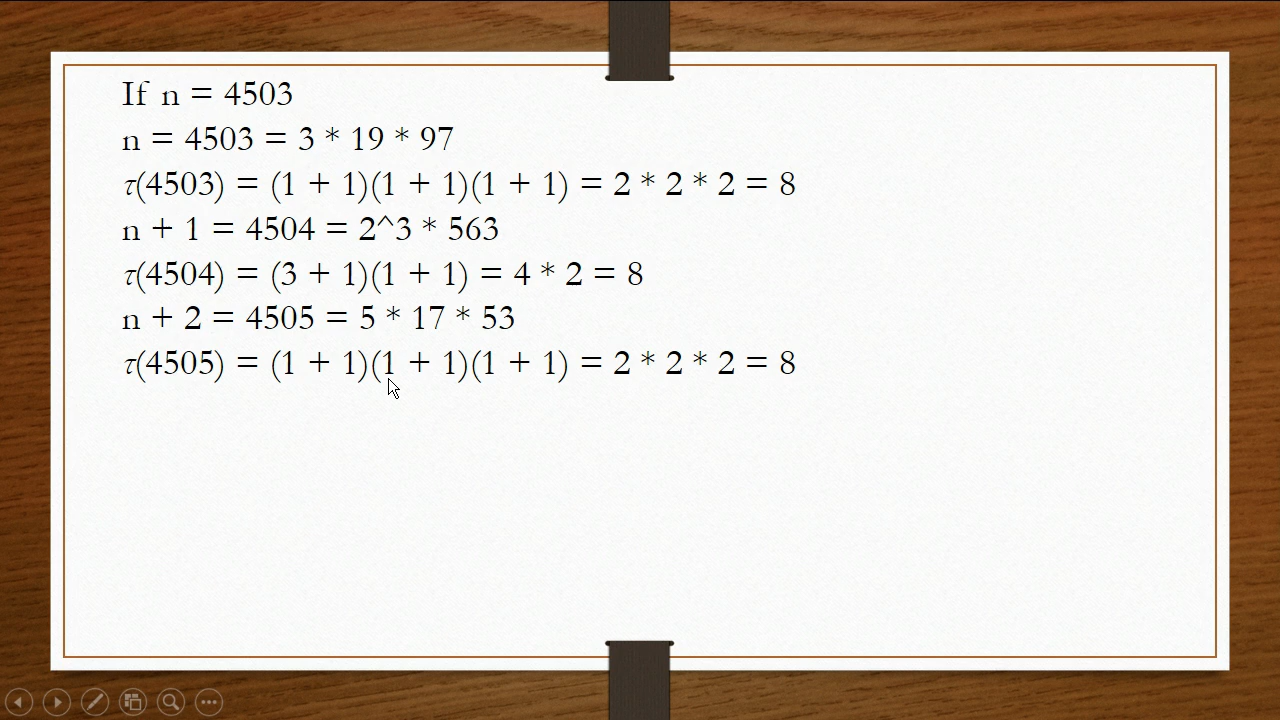 If n = 4503
n = 4503 = 3 * 19 * 97
τ(4503) = (1 + 1)(1 + 1)(1 + 1) = 2 * 2 * 2 = 8
n + 1 = 4504 = 2^3 * 563
τ(4504) = (3 + 1)(1 + 1) = 4 * 2 = 8
n + 2 = 4505 = 5 * 17 * 53
τ(4505) = (1 + 1)(1 + 1)(1 + 1) = 2 * 2 * 2 = 8